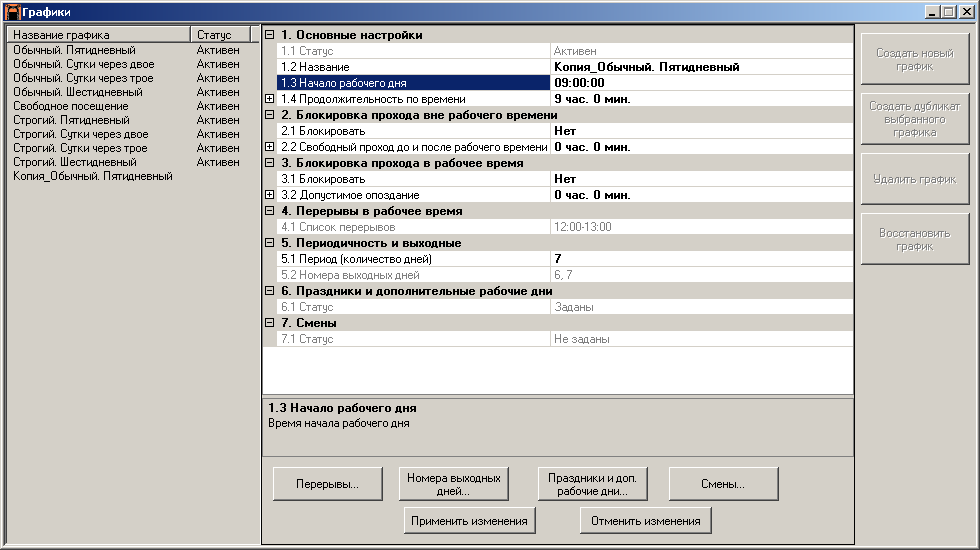 Графики
Название графика Статус
Обычный. Пятидневный Активен
Обычный. Сутки через двое Активен
Обычный. Сутки через трое Активен
Обычный. Шестидневный Активен
Свободное посещение Активен
Строгий. Пятидневный Активен
Строгий. Сутки через двое Активен
Строгий. Сутки через трое Активен
Строгий. Шестидневный Активен
Копия_Обычный. Пятидневный
1. Основные настройки
1.1 Статус Активен
1.2 Название Копия_Обычный. Пятидневный
1.3 Начало рабочего дня 09:00:00
1.4 Продолжительность по времени 9 час. 0 мин.
2. Блокировка прохода вне рабочего времени
2.1 Блокировать Нет
2.2 Свободный проход до и после рабочего времени 0 час. 0 мин.
3. Блокировка прохода в рабочее время
3.1 Блокировать Нет
3.2 Допустимое опоздание 0 час. 0 мин.
4. Перерывы в рабочее время
4.1 Список перерывов 12:00-13:00
5. Периодичность и выходные
5.1 Период (количество дней) 7
5.2 Номера выходных дней 6, 7
6. Праздники и дополнительные рабочие дни
6.1 Статус Заданы
7. Смены
7.1 Статус Не заданы
1.3 Начало рабочего дня
Время начала рабочего дня
Перерывы...
Номера выходных
дней...
Праздники и доп.
рабочие дни...
Смены...
Применить изменения
Отменить изменения
Создать новый
график
Создать дубликат
выбранного
графика
Удалить график
Восстановить
график